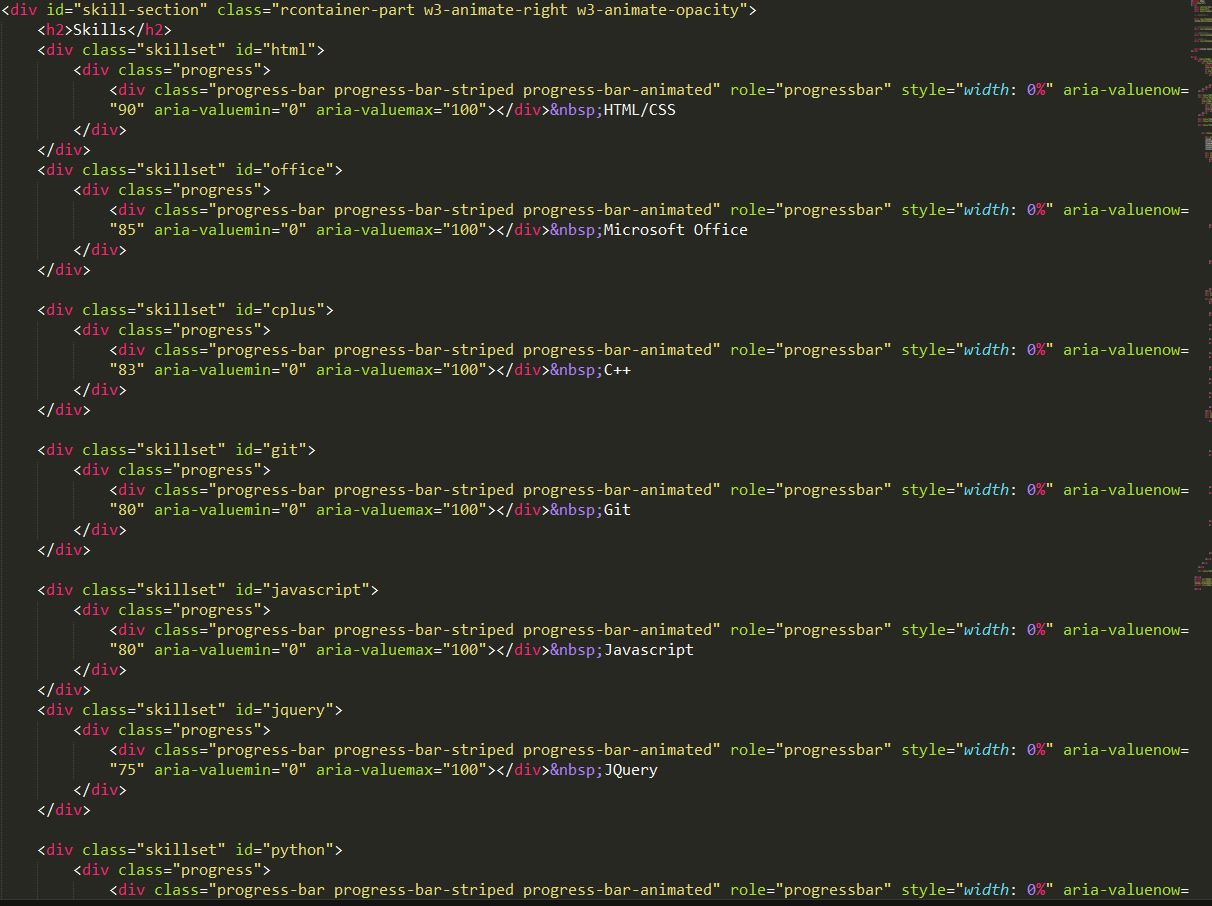 <div id="skill-section" class="rcontainer-part w3-animate-right w3-animate-opacity">
    <h2>Skills</h2>
    <div class="skillset" id="html">
        <div class="progress">
            <div class="progress-bar progress-bar-striped progress-bar-animated" role="progressbar" style="width: 0%" aria-valuenow=
            "90" aria-valuemin="0" aria-valuemax="100"></div>&nbsp;HTML/CSS
        </div>
    </div>
    <div class="skillset" id="office">
        <div class="progress">
            <div class="progress-bar progress-bar-striped progress-bar-animated" role="progressbar" style="width: 0%" aria-valuenow=
            "85" aria-valuemin="0" aria-valuemax="100"></div>&nbsp;Microsoft Office
        </div>
    </div>

    <div class="skillset" id="cplus">
        <div class="progress">
            <div class="progress-bar progress-bar-striped progress-bar-animated" role="progressbar" style="width: 0%" aria-valuenow=
            "83" aria-valuemin="0" aria-valuemax="100"></div>&nbsp;C++
        </div>
    </div>

    <div class="skillset" id="git">
        <div class="progress">
            <div class="progress-bar progress-bar-striped progress-bar-animated" role="progressbar" style="width: 0%" aria-valuenow=
            "80" aria-valuemin="0" aria-valuemax="100"></div>&nbsp;Git
        </div>
    </div>

    <div class="skillset" id="javascript">
        <div class="progress">
            <div class="progress-bar progress-bar-striped progress-bar-animated" role="progressbar" style="width: 0%" aria-valuenow=
            "80" aria-valuemin="0" aria-valuemax="100"></div>&nbsp;Javascript
        </div>
    </div>
    <div class="skillset" id="jquery">
        <div class="progress">
            <div class="progress-bar progress-bar-striped progress-bar-animated" role="progressbar" style="width: 0%" aria-valuenow=
            "75" aria-valuemin="0" aria-valuemax="100"></div>&nbsp;JQuery
        </div>
    </div>

    <div class="skillset" id="python">
        <div class="progress">
            <div class="progress-bar progress-bar-striped progress-bar-animated" role="progressbar" style="width: 0%" aria-valuenow=